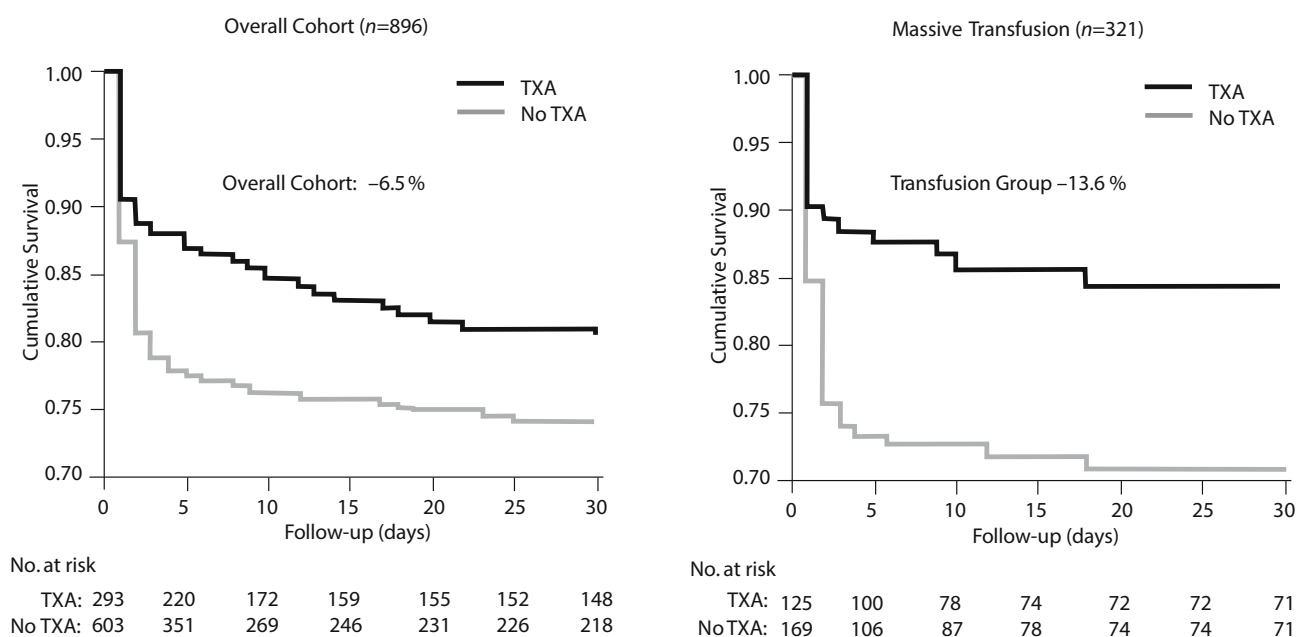 Overall Cohort (n=896)
1.00
0.95
0.90
0.85
0.80
0.75
0.70
Cumulative Survival
TXA
No TXA
Overall Cohort: –6.5 %
0 5 10 15 20 25 30
Follow-up (days)
No. at risk
TXA: 293 220 172 159 155 152 148
No TXA: 603 351 269 246 231 226 218
Massive Transfusion (n=321)
1.00
0.95
0.90
0.85
0.80
0.75
0.70
Cumulative Survival
TXA
No TXA
Transfusion Group –13.6 %
0 5 10 15 20 25 30
Follow-up (days)
No. at risk
TXA: 125 100 78 74 72 72 71
No TXA: 169 106 87 78 74 74 71